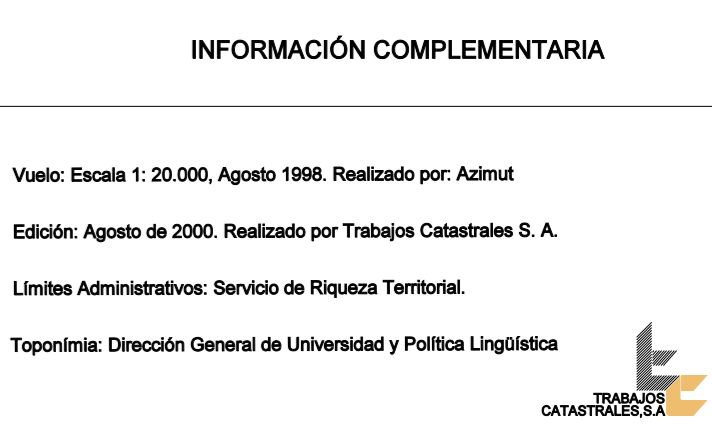 INFORMACIÓN COMPLEMENTARIA
Vuelo: Escala 1: 20.000, Agosto 1998. Realizado por: Azimut
Edición: Agosto de 2000. Realizado por Trabajos Catastrales S. A.
Límites Administrativos: Servicio de Riqueza Territorial.
Toponímia: Dirección General de Universidad y Política Lingüística
TRABAJOS
CATASTRALES,S.A